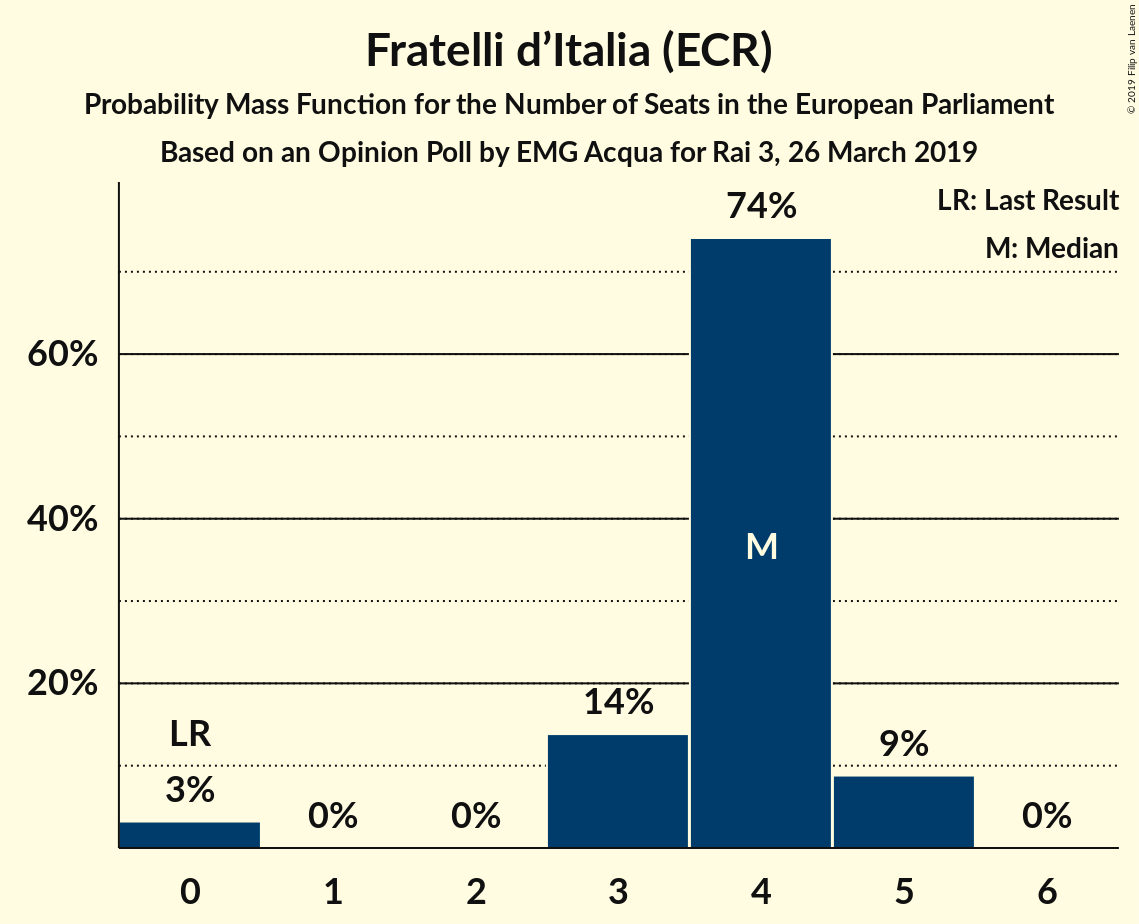 Fratelli d’Italia (ECR)
Probability Mass Function for the Number of Seats in the European Parliament
Based on an Opinion Poll by EMG Acqua for Rai 3, 26 March 2019
© 2019 Filip van Laenen
LR: Last Result
M: Median
74%
60%
40%
M
20%
14%
LR
9%
3%
0%
0%
0%
0 1 2 3 4 5 6